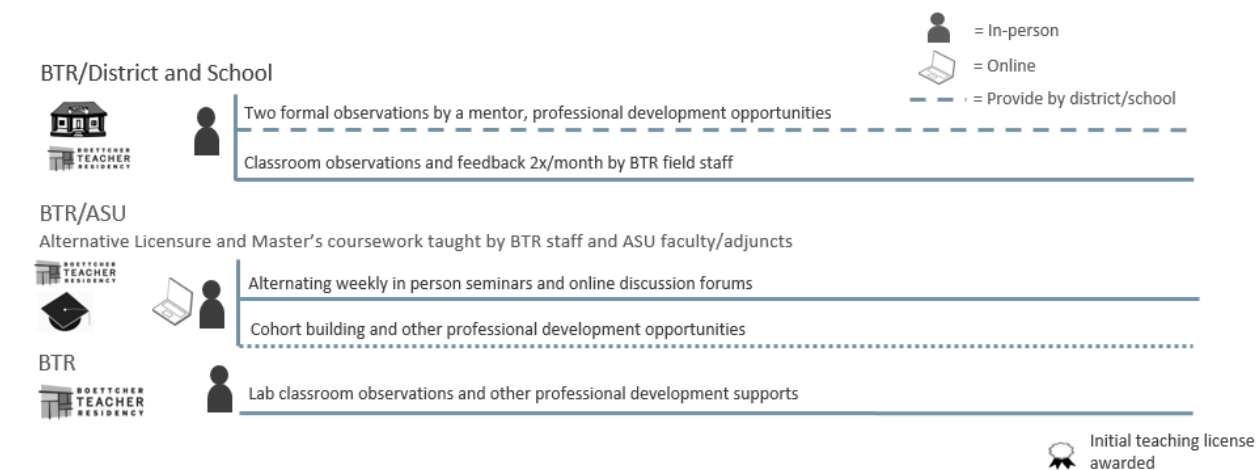 = In-person
= Online
= Provide by district/school
BTR/District and School
Two formal observations by a mentor, professional development opportunities
BOETTCHER
TEACHER
RESIDENCY
Classroom observations and feedback 2x/month by BTR field staff
BTR/ASU
Alternative Licensure and Master's coursework taught by BTR staff and ASU faculty/adjuncts
BOETTCHER
TEACHER
RESIDENCY
Alternating weekly in person seminars and online discussion forums
Cohort building and other professional development opportunities
BTR
BOETTCHER
TEACHER
RESIDENCY
Lab classroom observations and other professional development supports
Initial teaching license
awarded